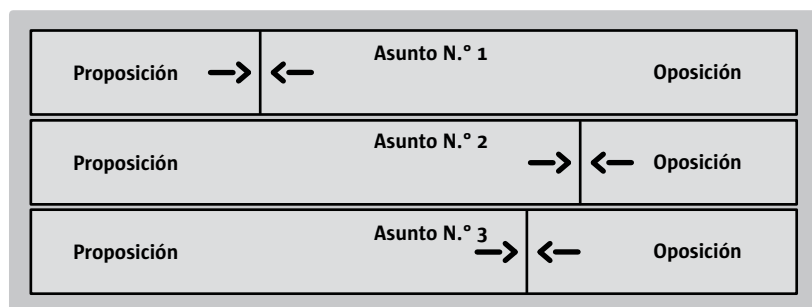 Asunto N.° 1
Proposición Oposición
Asunto N.° 2
Proposición Oposición
Asunto N.° 3
Proposición Oposición